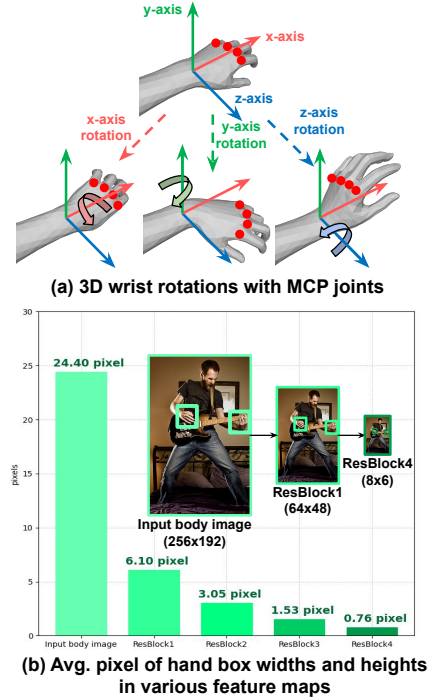 y-axis
x-axis
z-axis
x-axis
rotation
y-axis
rotation
z-axis
rotation
(a) 3D wrist rotations with MCP joints
30
25
20
15
10
5
0
pixels
24.40 pixel
6.10 pixel
3.05 pixel
1.53 pixel
0.76 pixel
Input body image
(256x192)
ResBlock1
(64x48)
ResBlock4
(8x6)
Input body image
ResBlock1
ResBlock2
ResBlock3
ResBlock4
(b) Avg. pixel of hand box widths and heights
in various feature maps